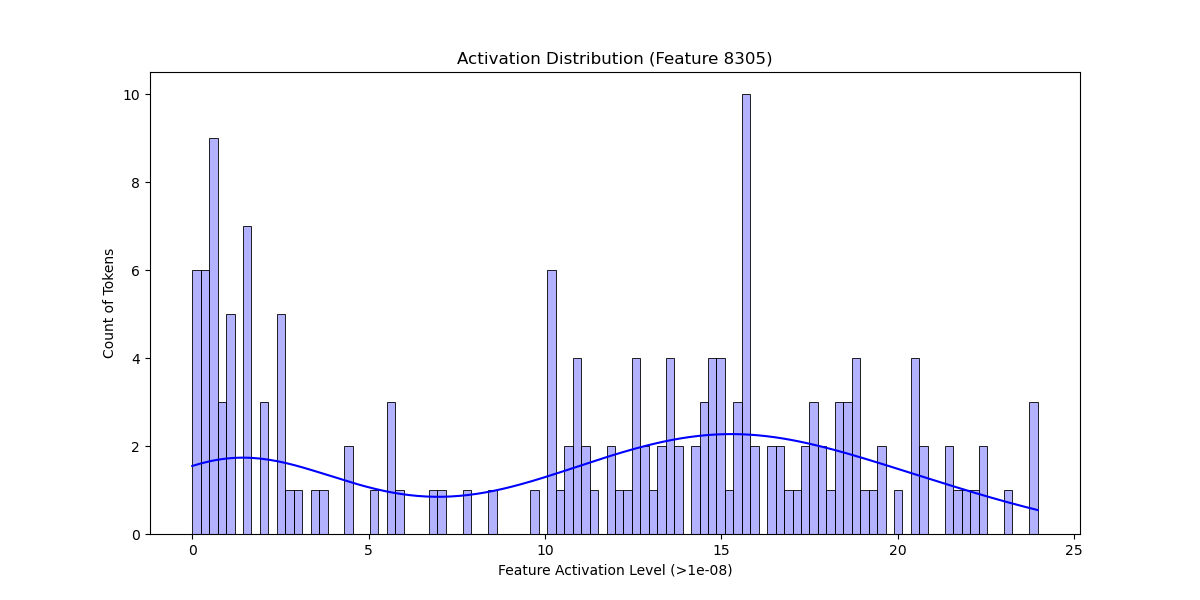 Activation Distribution (Feature 8305)
10
8
6
4
2
0
Count of Tokens
0 5 10 15 20 25
Feature Activation Level (>1e-08)